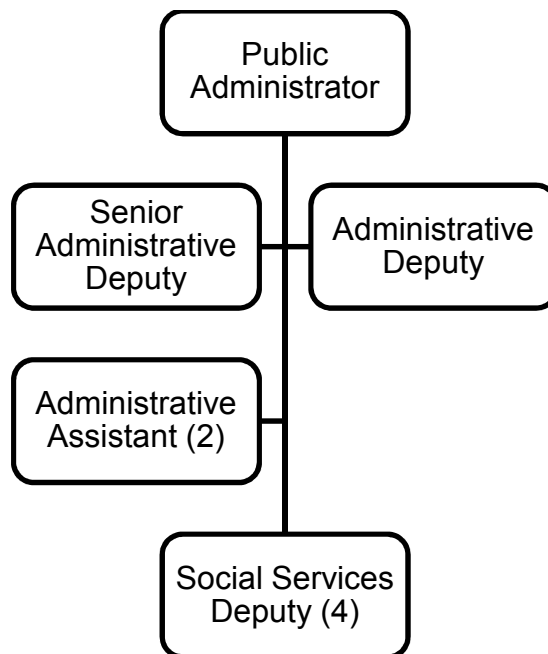 Public
Administrator
Senior
Administrative
Deputy
Administrative
Deputy
Administrative
Assistant (2)
Social Services
Deputy (4)